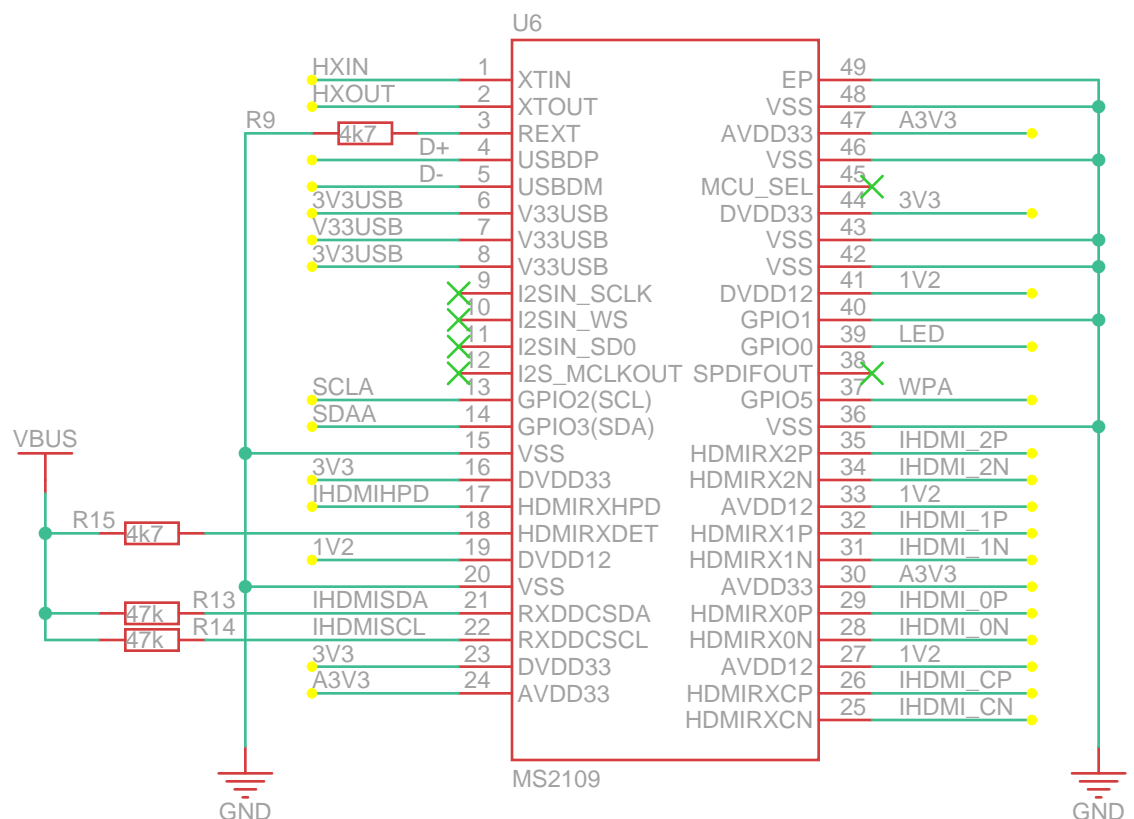 U6
HXIN 1 XTIN EP 49
HXOUT 2 XTOUT VSS 48
R9 4k7 3 REXT AVDD33 47 A3V3
D+ 4 USBDP VSS 46
D- 5 USBDM MCU_SEL 45
3V3USB 6 V33USB DVDD33 44 3V3
V33USB 7 V33USB VSS 43
3V3USB 8 V33USB VSS 42
9 I2SIN_SCLK DVDD12 41 1V2
10 I2SIN_WS GPIO1 40
11 I2SIN_SD0 GPIO0 39 LED
12 I2S_MCLKOUT SPDIFOUT 38
SCLA 13 GPIO2(SCL) GPIO5 37 WPA
SDAA 14 GPIO3(SDA) VSS 36
VBUS 15 VSS HDMIRX2P 35 IHDMI_2P
3V3 16 DVDD33 HDMIRX2N 34 IHDMI_2N
IHDMIHPD 17 HDMIRXHPD AVDD12 33 1V2
R15 4k7 18 HDMIRXDET HDMIRX1P 32 IHDMI_1P
1V2 19 DVDD12 HDMIRX1N 31 IHDMI_1N
20 VSS AVDD33 30 A3V3
47k R13 IHDMISDA 21 RXDDCSDA HDMIRX0P 29 IHDMI_0P
47k R14 IHDMISCL 22 RXDDCSCL HDMIRX0N 28 IHDMI_0N
3V3 23 DVDD33 AVDD12 27 1V2
A3V3 24 AVDD33 HDMIRXCP 26 IHDMI_CP
HDMIRXCN 25 IHDMI_CN
MS2109
GND GND